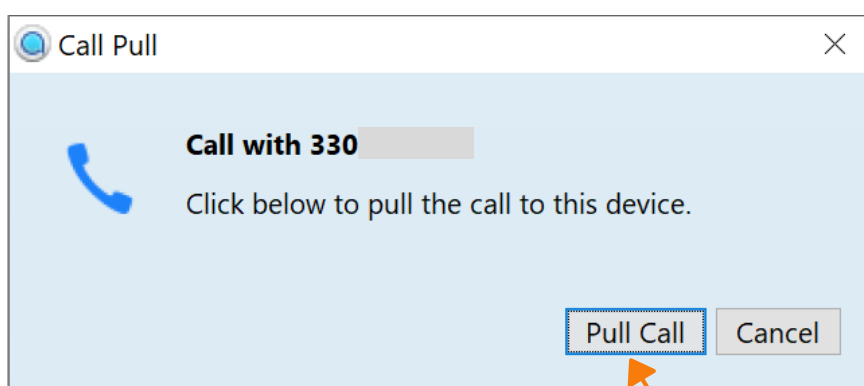 Call Pull
Call with 330
Click below to pull the call to this device.
Pull Call Cancel